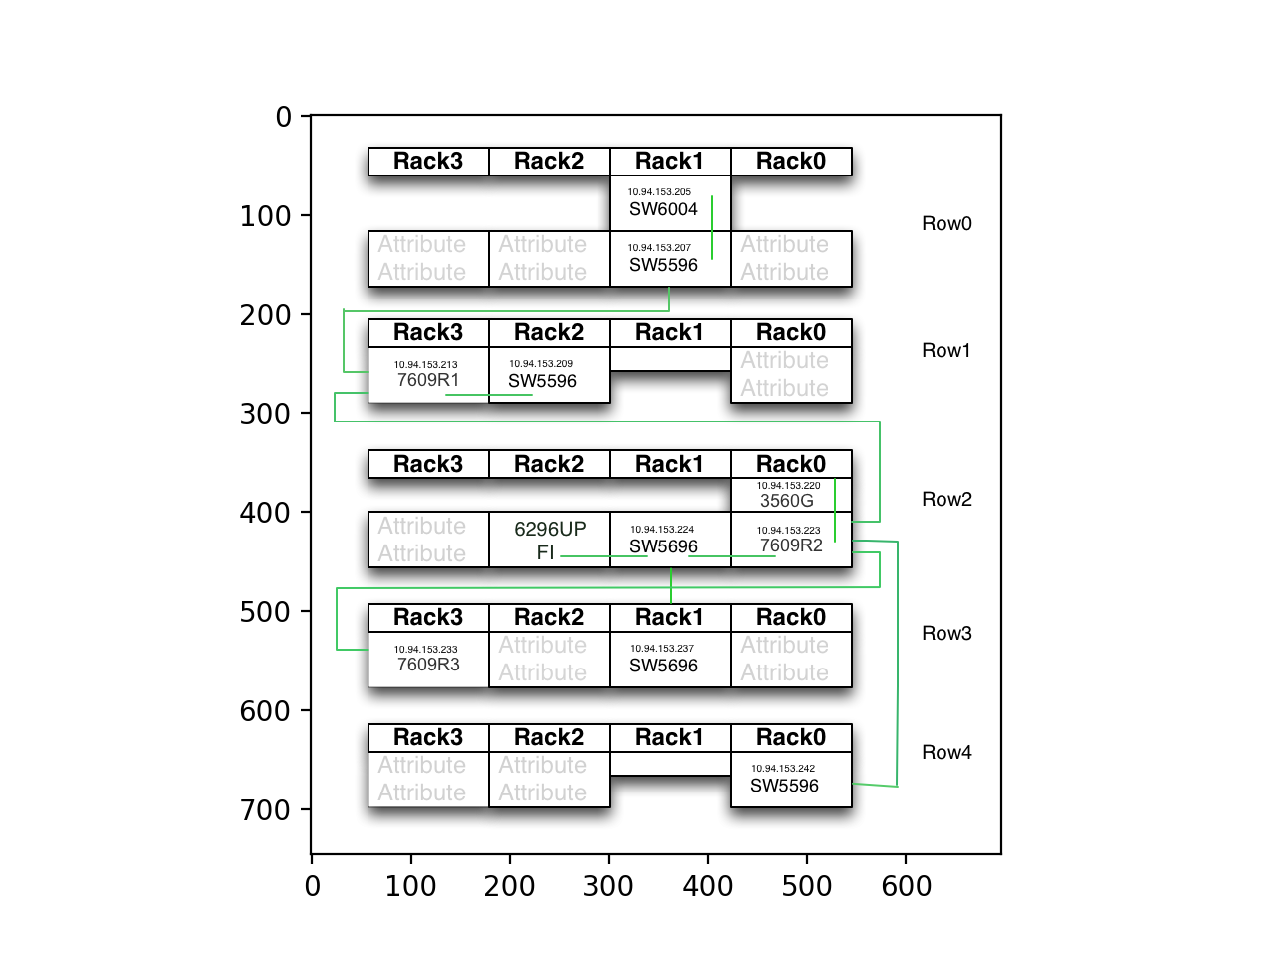 0
100
200
300
400
500
600
700
0 100 200 300 400 500 600
Rack3 Rack2 Rack1 Rack0
10.94.153.205
SW6004
Row0
Attribute Attribute 10.94.153.207 Attribute
Attribute Attribute SW5596 Attribute
Rack3 Rack2 Rack1 Rack0
Row1
10.94.153.213 10.94.153.209 Attribute
7609R1 SW5596 Attribute
Rack3 Rack2 Rack1 Rack0
10.94.153.220
3560G
Row2
Attribute 6296UP 10.94.153.224 10.94.153.223
Attribute FI SW5696 7609R2
Rack3 Rack2 Rack1 Rack0
Row3
10.94.153.233 Attribute 10.94.153.237 Attribute
7609R3 Attribute SW5696 Attribute
Rack3 Rack2 Rack1 Rack0
Row4
Attribute Attribute 10.94.153.242
Attribute Attribute SW5596